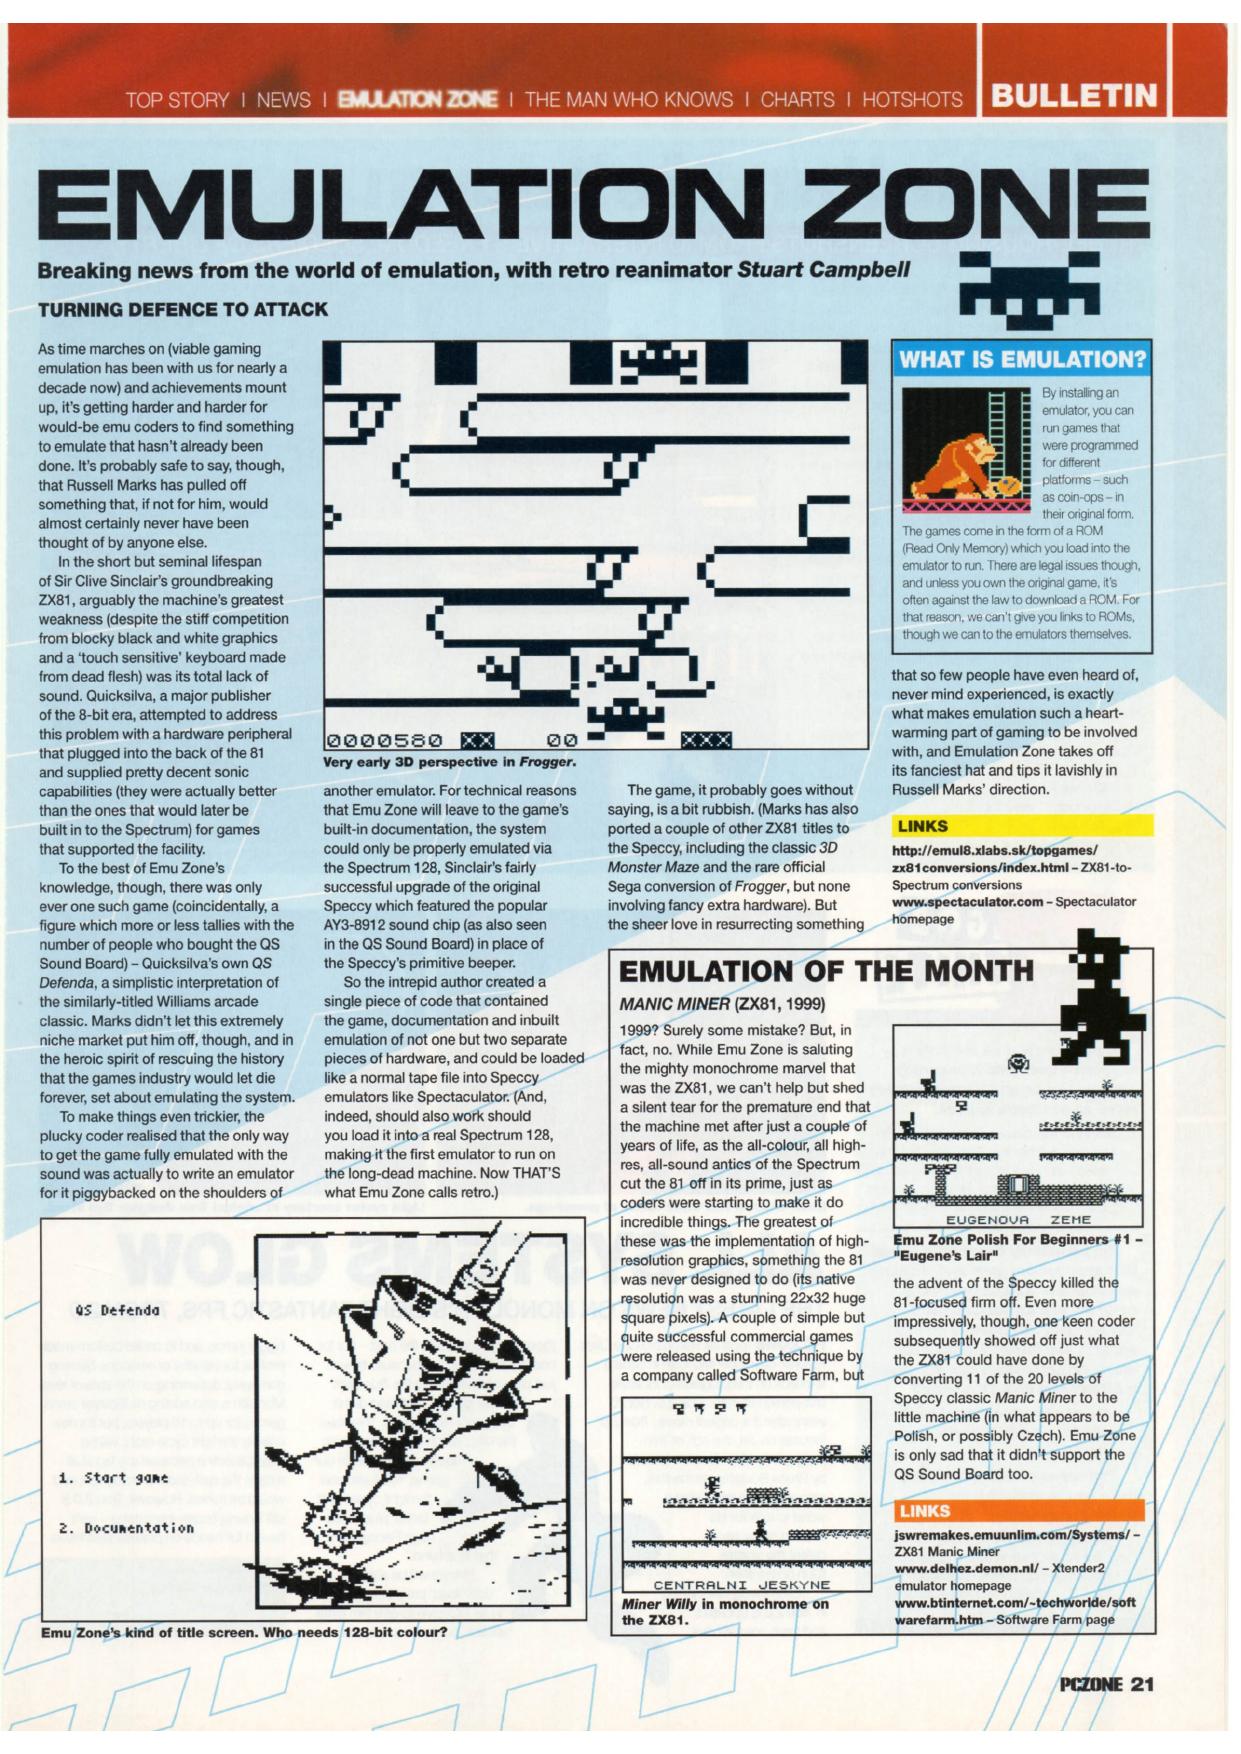 TOP STORY | NEWS | EMULATION ZONE | THE MAN WHO KNOWS | CHARTS | HOTSHOTS
BULLETIN
EMULATION ZONE
Breaking news from the world of emulation, with retro reanimator Stuart Campbell
TURNING DEFENCE TO ATTACK
As time marches on (viable gaming
emulation has been with us for nearly a
decade now) and achievements mount
up, it's getting harder and harder for
would-be emu coders to find something
to emulate that hasn't already been
done. It's probably safe to say, though,
that Russell Marks has pulled off
something that, if not for him, would
almost certainly never have been
thought of by anyone else.
In the short but seminal lifespan
of Sir Clive Sinclair's groundbreaking
ZX81, arguably the machine's greatest
weakness (despite the stiff competition
from blocky black and white graphics
and a 'touch sensitive' keyboard made
from dead flesh) was its total lack of
sound. Quicksilva, a major publisher
of the 8-bit era, attempted to address
this problem with a hardware peripheral
that plugged into the back of the 81
and supplied pretty decent sonic
capabilities (they were actually better
than the ones that would later be
built in to the Spectrum) for games
that supported the facility.
To the best of Emu Zone's
knowledge, though, there was only
ever one such game (coincidentally, a
figure which more or less tallies with the
number of people who bought the QS
Sound Board) – Quicksilva's own QS
Defenda, a simplistic interpretation of
the similarly-titled Williams arcade
classic. Marks didn't let this extremely
niche market put him off, though, and in
the heroic spirit of rescuing the history
that the games industry would let die
forever, set about emulating the system.
To make things even trickier, the
plucky coder realised that the only way
to get the game fully emulated with the
sound was actually to write an emulator
for it piggybacked on the shoulders of
0000580 XX 00 XXX
Very early 3D perspective in Frogger.
another emulator. For technical reasons
that Emu Zone will leave to the game's
built-in documentation, the system
could only be properly emulated via
the Spectrum 128, Sinclair's fairly
successful upgrade of the original
Speccy which featured the popular
AY3-8912 sound chip (as also seen
in the QS Sound Board) in place of
the Speccy's primitive beeper.
So the intrepid author created a
single piece of code that contained
the game, documentation and inbuilt
emulation of not one but two separate
pieces of hardware, and could be loaded
like a normal tape file into Speccy
emulators like Spectaculator. (And,
indeed, should also work should
you load it into a real Spectrum 128,
making it the first emulator to run on
the long-dead machine. Now THAT'S
what Emu Zone calls retro.)
The game, it probably goes without
saying, is a bit rubbish. (Marks has also
ported a couple of other ZX81 titles to
the Speccy, including the classic 3D
Monster Maze and the rare official
Sega conversion of Frogger, but none
involving fancy extra hardware). But
the sheer love in resurrecting something
that so few people have even heard of,
never mind experienced, is exactly
what makes emulation such a heart-
warming part of gaming to be involved
with, and Emulation Zone takes off
its fanciest hat and tips it lavishly in
Russell Marks' direction.
WHAT IS EMULATION?
By installing an
emulator, you can
run games that
were programmed
for different
platforms – such
as coin-ops – in
their original form.
The games come in the form of a ROM
(Read Only Memory) which you load into the
emulator to run. There are legal issues though,
and unless you own the original game, it's
often against the law to download a ROM. For
that reason, we can't give you links to ROMs,
though we can to the emulators themselves.
LINKS
http://emul8.xlabs.sk/topgames/
zx81conversions/index.html – ZX81-to-
Spectrum conversions
www.spectaculator.com – Spectaculator
homepage
QS Defenda
1. Start game
2. Documentation
Emu Zone's kind of title screen. Who needs 128-bit colour?
EMULATION OF THE MONTH
MANIC MINER (ZX81, 1999)
1999? Surely some mistake? But, in
fact, no. While Emu Zone is saluting
the mighty monochrome marvel that
was the ZX81, we can't help but shed
a silent tear for the premature end that
the machine met after just a couple of
years of life, as the all-colour, all high-
res, all-sound antics of the Spectrum
cut the 81 off in its prime, just as
coders were starting to make it do
incredible things. The greatest of
these was the implementation of high-
resolution graphics, something the 81
was never designed to do (its native
resolution was a stunning 22x32 huge
square pixels). A couple of simple but
quite successful commercial games
were released using the technique by
a company called Software Farm, but
CENTRALNI JESKYNE
Miner Willy in monochrome on
the ZX81.
EUGENOVA ZEME
Emu Zone Polish For Beginners #1 –
"Eugene's Lair"
the advent of the Speccy killed the
81-focused firm off. Even more
impressively, though, one keen coder
subsequently showed off just what
the ZX81 could have done by
converting 11 of the 20 levels of
Speccy classic Manic Miner to the
little machine (in what appears to be
Polish, or possibly Czech). Emu Zone
is only sad that it didn't support the
QS Sound Board too.
LINKS
jswremakes.emuunlim.com/Systems/ –
ZX81 Manic Miner
www.delhez.demon.nl/ – Xtender2
emulator homepage
www.btinternet.com/~techworlde/soft
warefarm.htm – Software Farm page
PCZONE 21